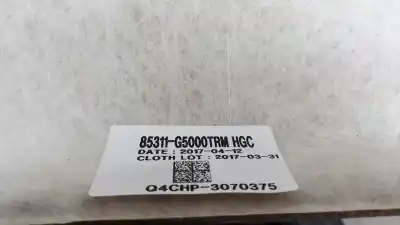 85311-G5000TRM HGC
DATE : 2017-04-12
CLOTH LOT : 2017-03-31
Q4CHP-3070375